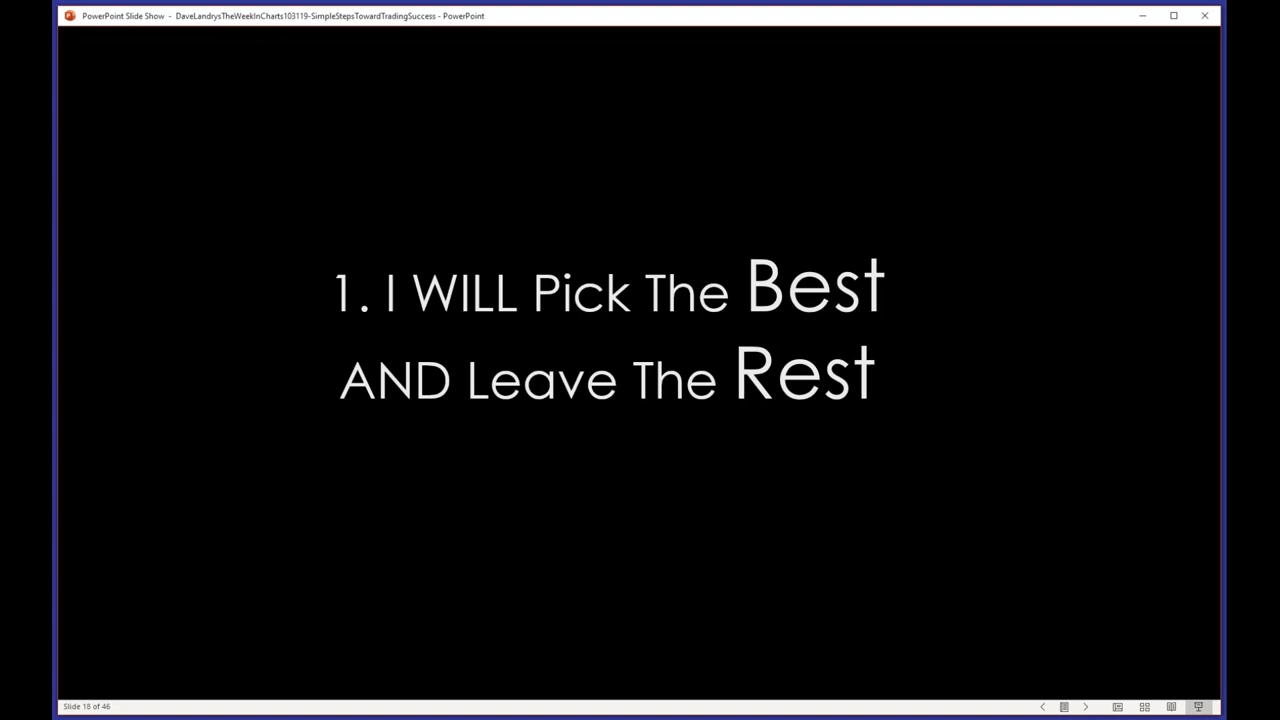 PowerPoint Slide Show - DaveLandrysTheWeekInCharts103119-SimpleStepsTowardTradingSuccess - PowerPoint
1. I WILL Pick The Best
AND Leave The Rest
Slide 18 of 46